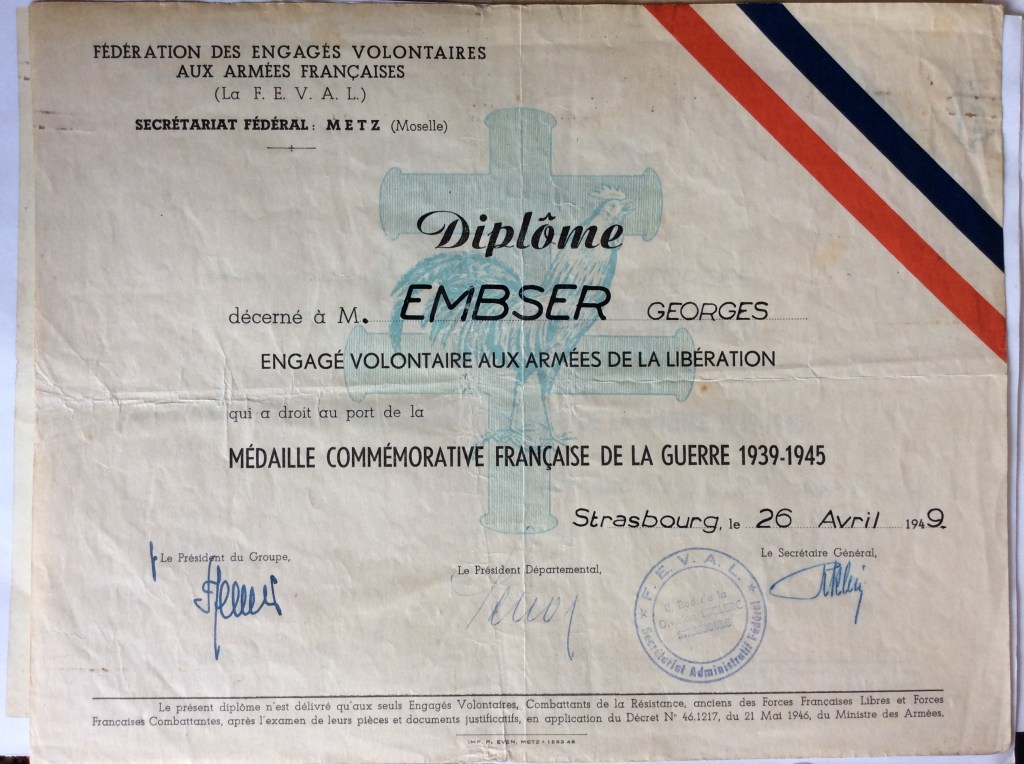 FÉDÉRATION DES ENGAGÉS VOLONTAIRES
AUX ARMÉES FRANÇAISES
(La F. E. V. A. L.)
SECRÉTARIAT FÉDÉRAL : METZ (Moselle)
Diplôme
décerné à M. EMBSER GEORGES
ENGAGÉ VOLONTAIRE AUX ARMÉES DE LA LIBÉRATION
qui a droit au port de la
MÉDAILLE COMMÉMORATIVE FRANÇAISE DE LA GUERRE 1939-1945
Strasbourg, le 26 Avril 1949.
Le Président du Groupe,
Le Président Départemental,
Le Secrétaire Général,
F. E. V. A. L.
Secrétariat Administratif Fédéral
Le présent diplôme n'est délivré qu'aux seuls Engagés Volontaires, Combattants de la Résistance, anciens des Forces Françaises Libres et Forces
Françaises Combattantes, après l'examen de leurs pièces et documents justificatifs, en application du Décret N° 46.1217, du 21 Mai 1946, du Ministre des Armées.
IMP. P. EVEN, METZ